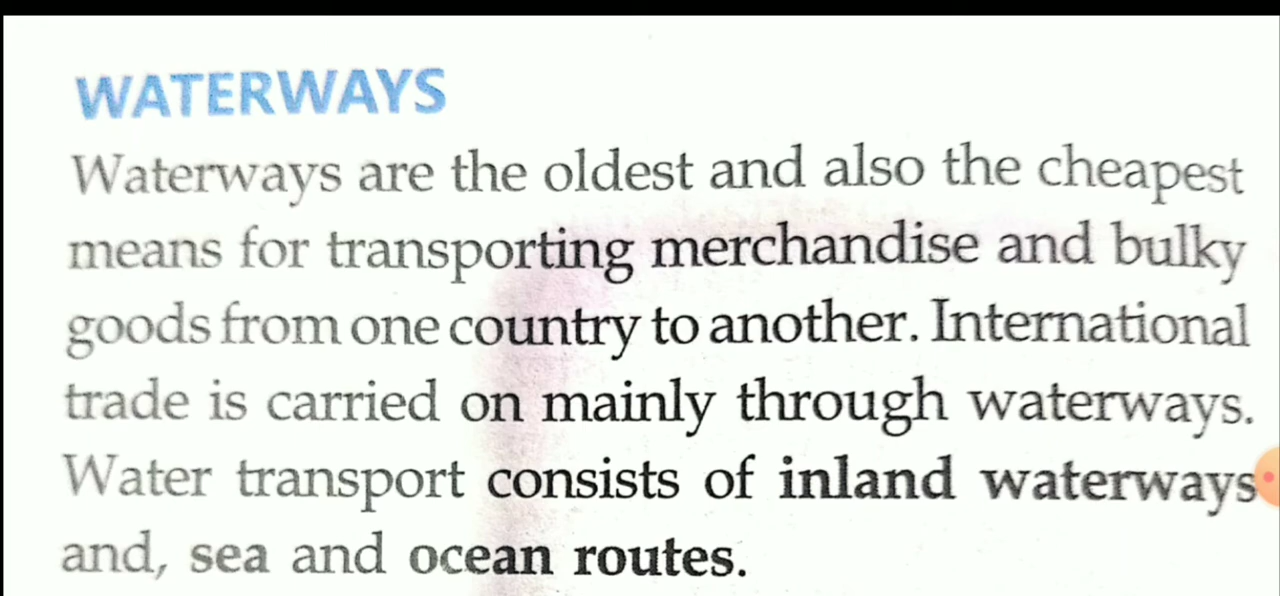 WATERWAYS
Waterways are the oldest and also the cheapest
means for transporting merchandise and bulky
goods from one country to another. International
trade is carried on mainly through waterways.
Water transport consists of inland waterways
and, sea and ocean routes.